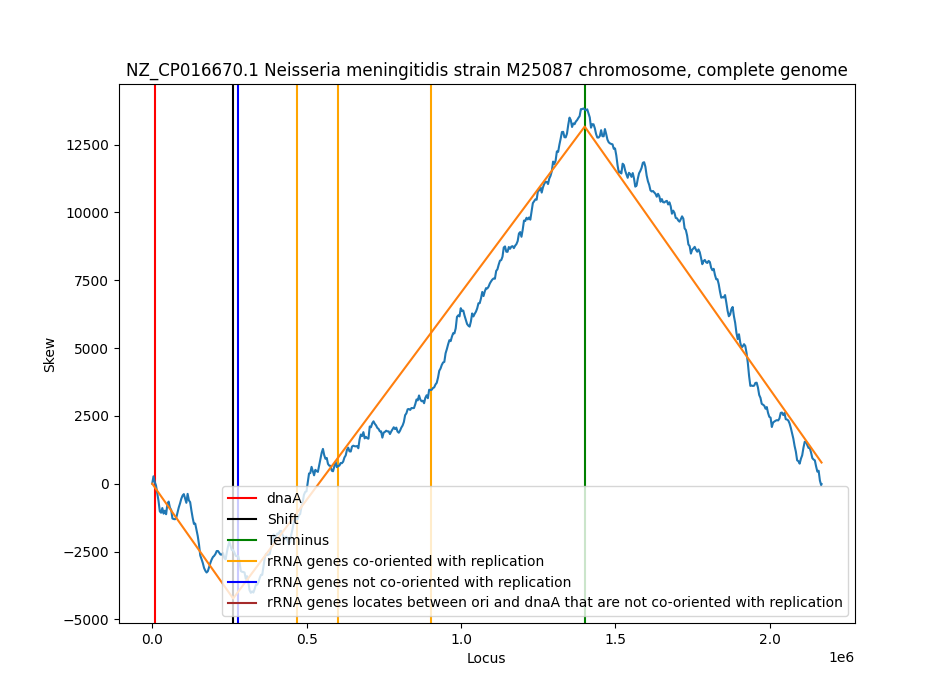 NZ_CP016670.1 Neisseria meningitidis strain M25087 chromosome, complete genome
12500
10000
7500
5000
2500
0
−2500
−5000
Skew
dnaA
Shift
Terminus
rRNA genes co-oriented with replication
rRNA genes not co-oriented with replication
rRNA genes locates between ori and dnaA that are not co-oriented with replication
0.0 0.5 1.0 1.5 2.0
1e6
Locus